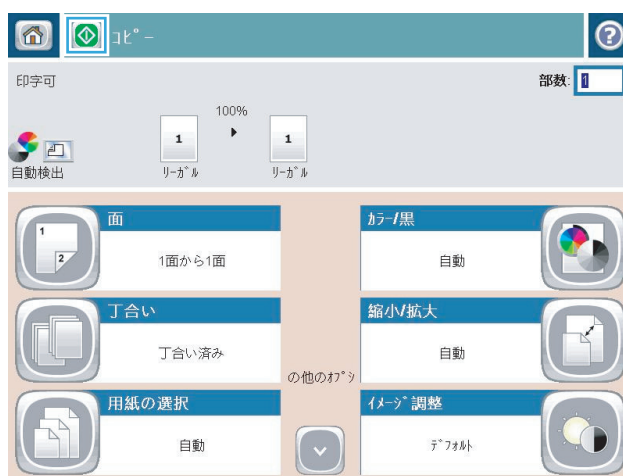 コピー
印字可
部数: 1
100%
1
1
自動検出
リーガル
リーガル
面
1
2
1面から1面
カラー/黒
自動
丁合い
丁合い済み
縮小/拡大
自動
の他のオプシ
用紙の選択
自動
イメージ調整
デフォルト